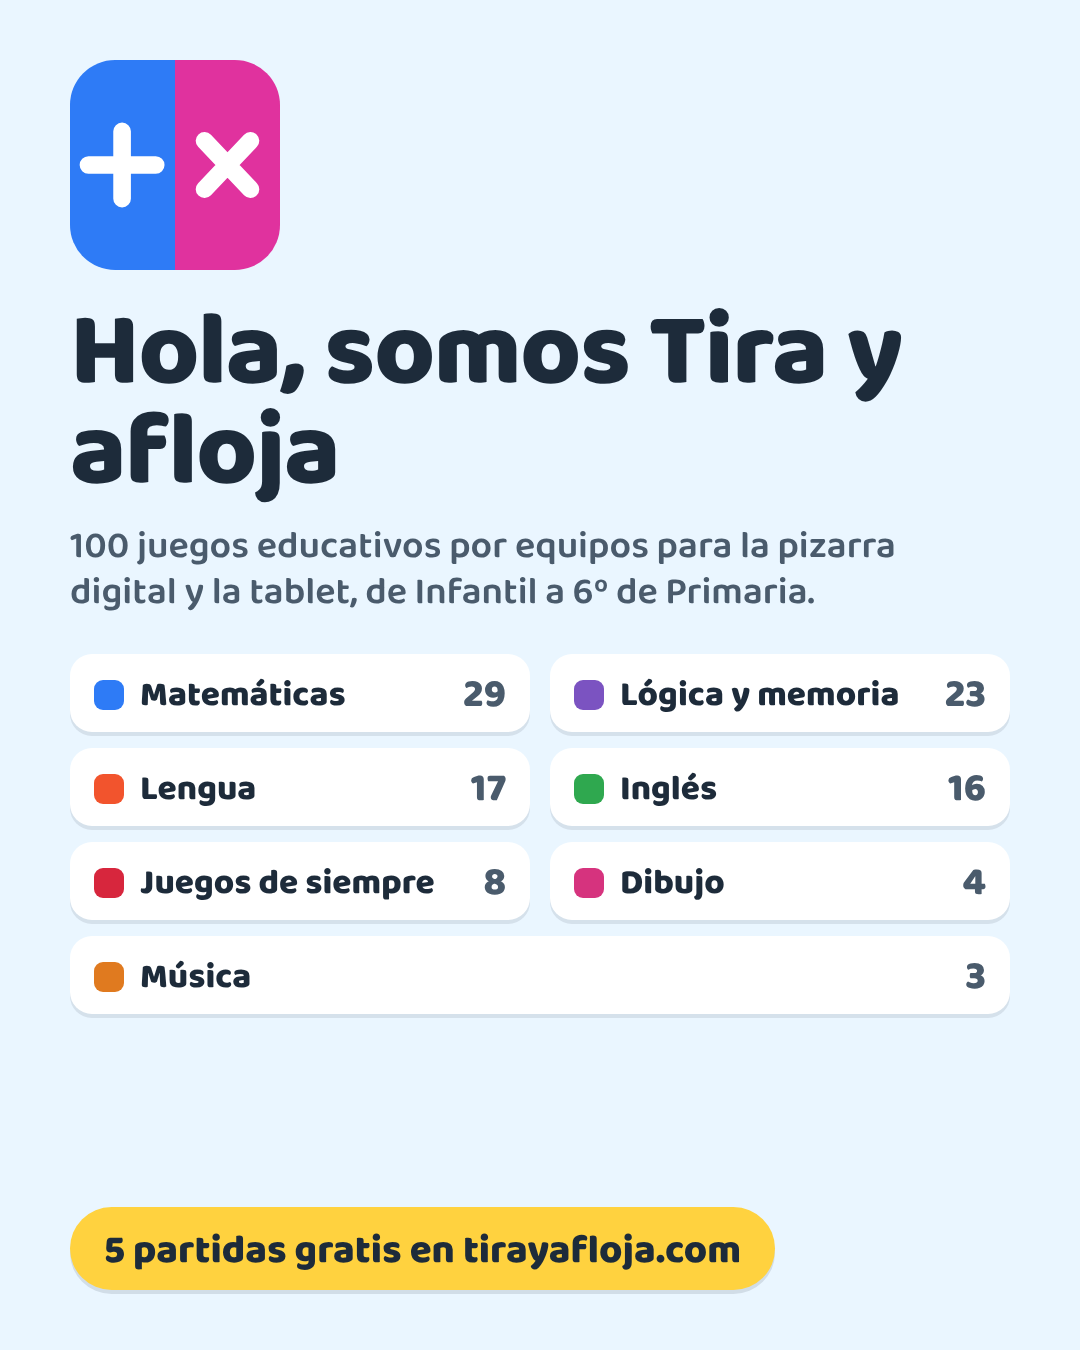 + ×
Hola, somos Tira y
afloja
100 juegos educativos por equipos para la pizarra
digital y la tablet, de Infantil a 6º de Primaria.
Matemáticas 29
Lógica y memoria 23
Lengua 17
Inglés 16
Juegos de siempre 8
Dibujo 4
Música 3
5 partidas gratis en tirayafloja.com